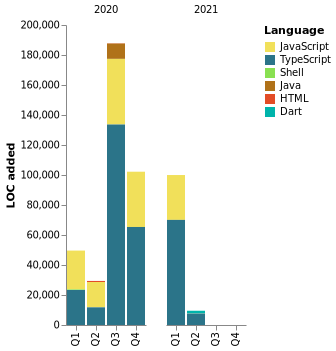 2020 2021
Language
JavaScript
TypeScript
Shell
Java
HTML
Dart
LOC added
200,000
180,000
160,000
140,000
120,000
100,000
80,000
60,000
40,000
20,000
0
Q1 Q2 Q3 Q4 Q1 Q2 Q3 Q4